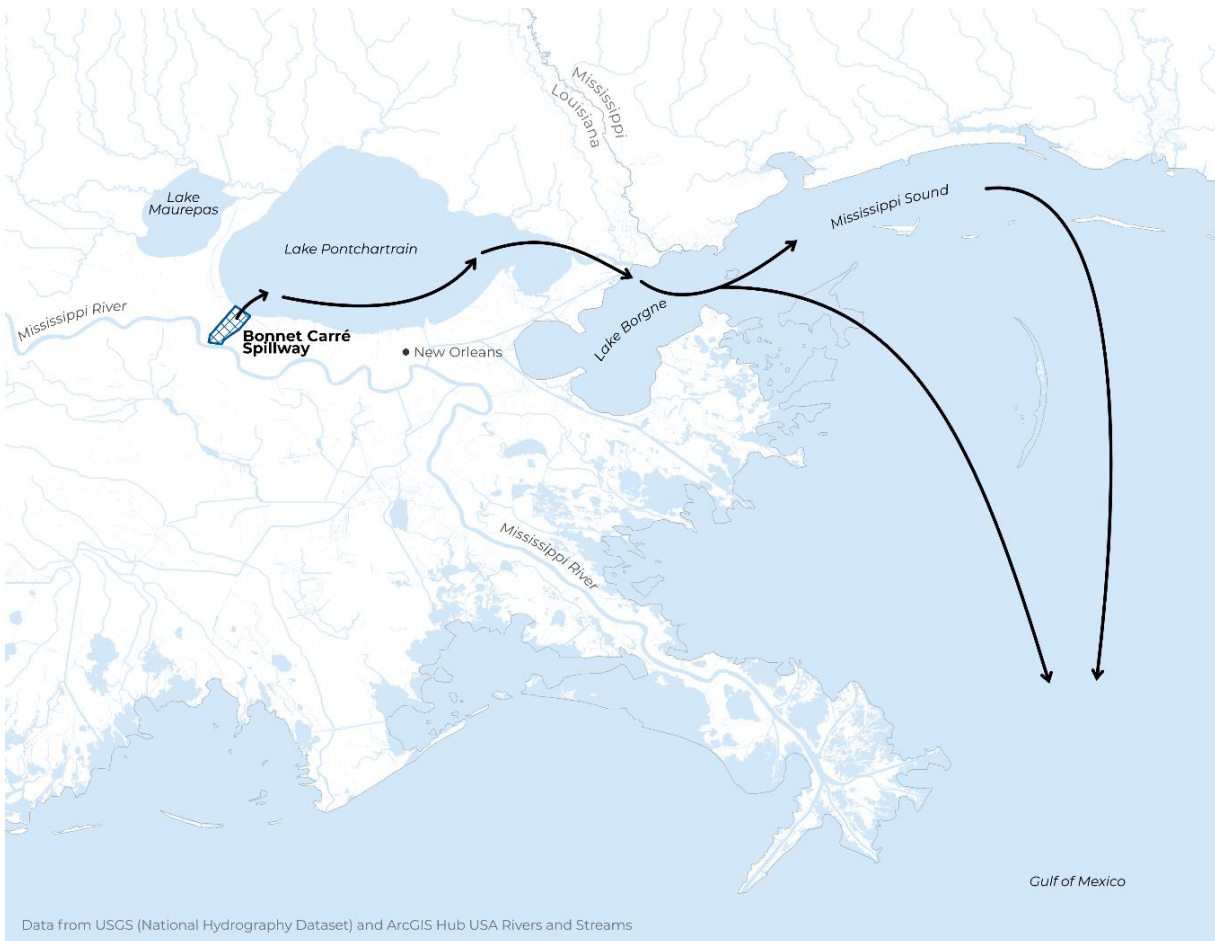 Mississippi
Louisiana
Lake
Maurepas
Lake Pontchartrain
Mississippi Sound
Mississippi River
Bonnet Carré
Spillway
New Orleans
Lake Borgne
Mississippi River
Gulf of Mexico
Data from USGS (National Hydrography Dataset) and ArcGIS Hub USA Rivers and Streams